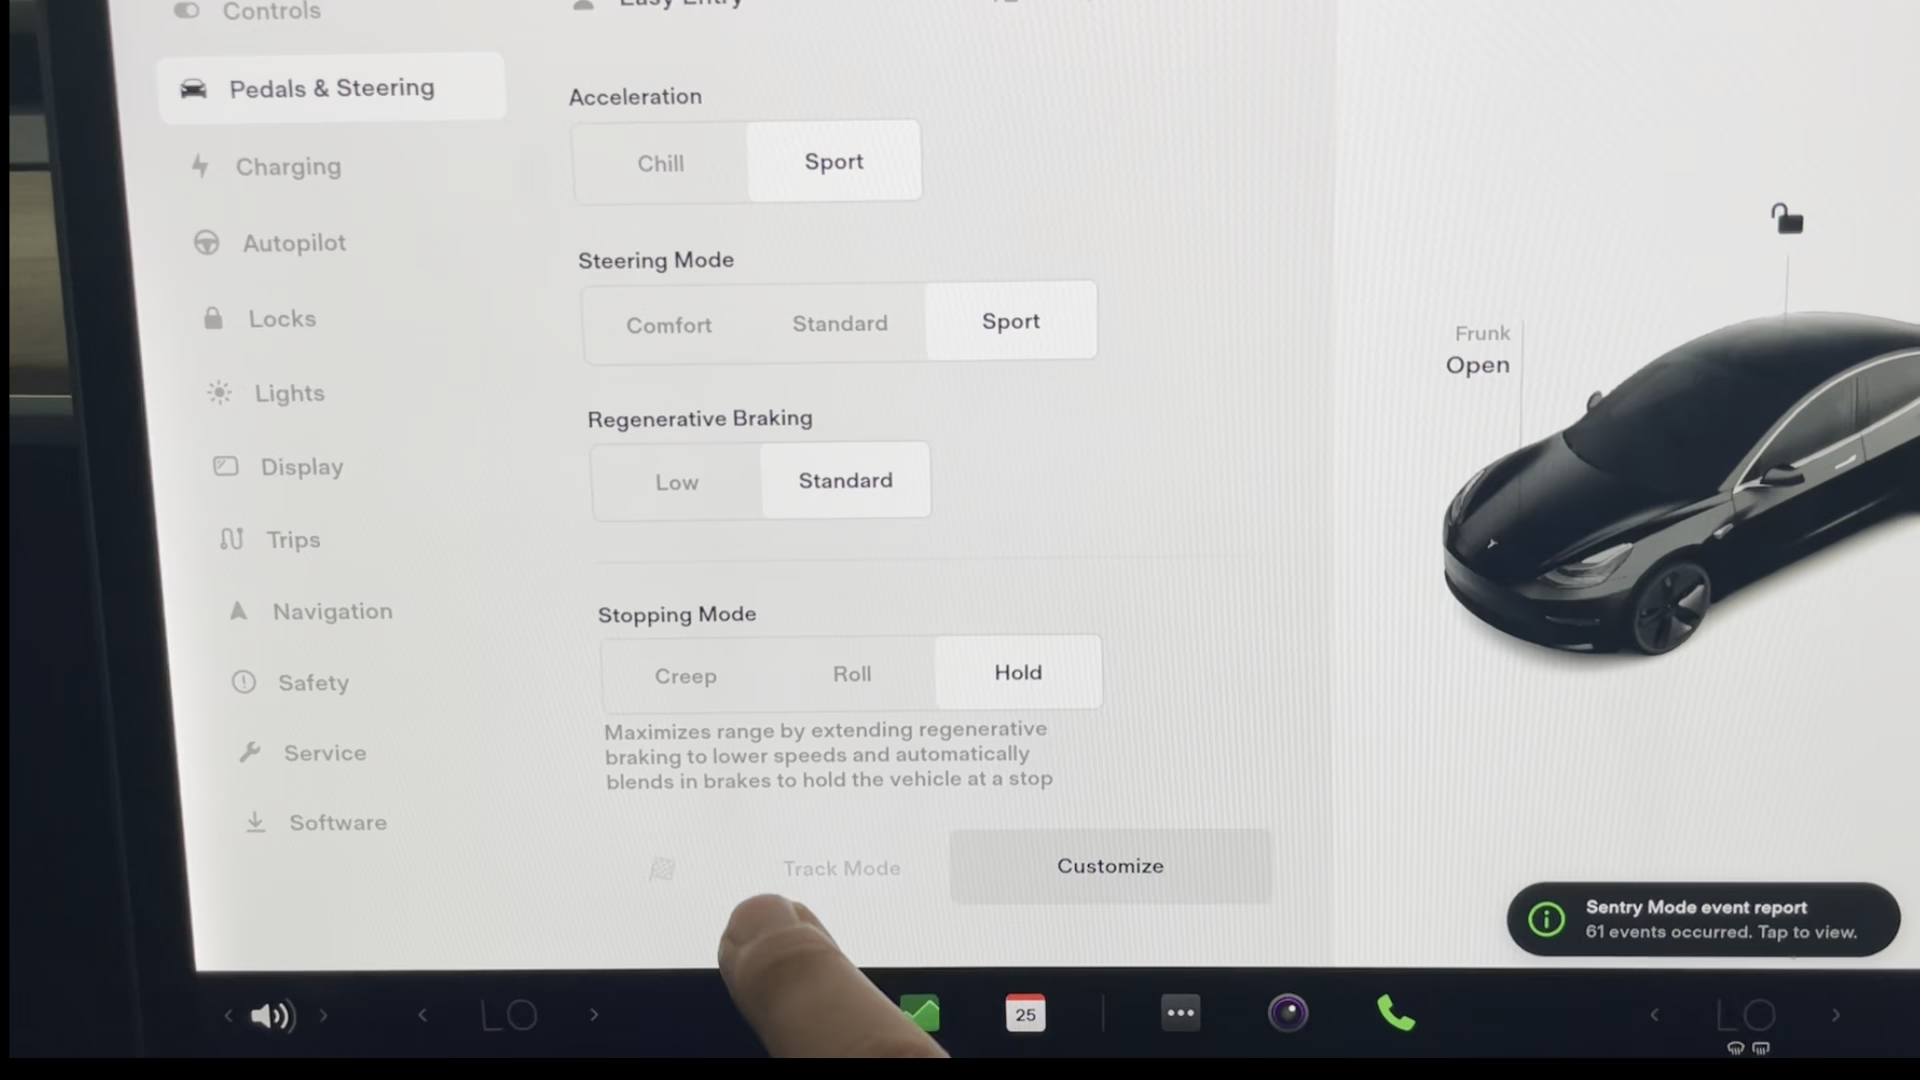 Controls
Easy Entry
Pedals & Steering
Charging
Autopilot
Locks
Lights
Display
Trips
Navigation
Safety
Service
Software
Acceleration
Chill
Sport
Steering Mode
Comfort
Standard
Sport
Regenerative Braking
Low
Standard
Stopping Mode
Creep
Roll
Hold
Maximizes range by extending regenerative
braking to lower speeds and automatically
blends in brakes to hold the vehicle at a stop
Track Mode
Customize
Frunk
Open
Sentry Mode event report
61 events occurred. Tap to view.
LO
25
LO